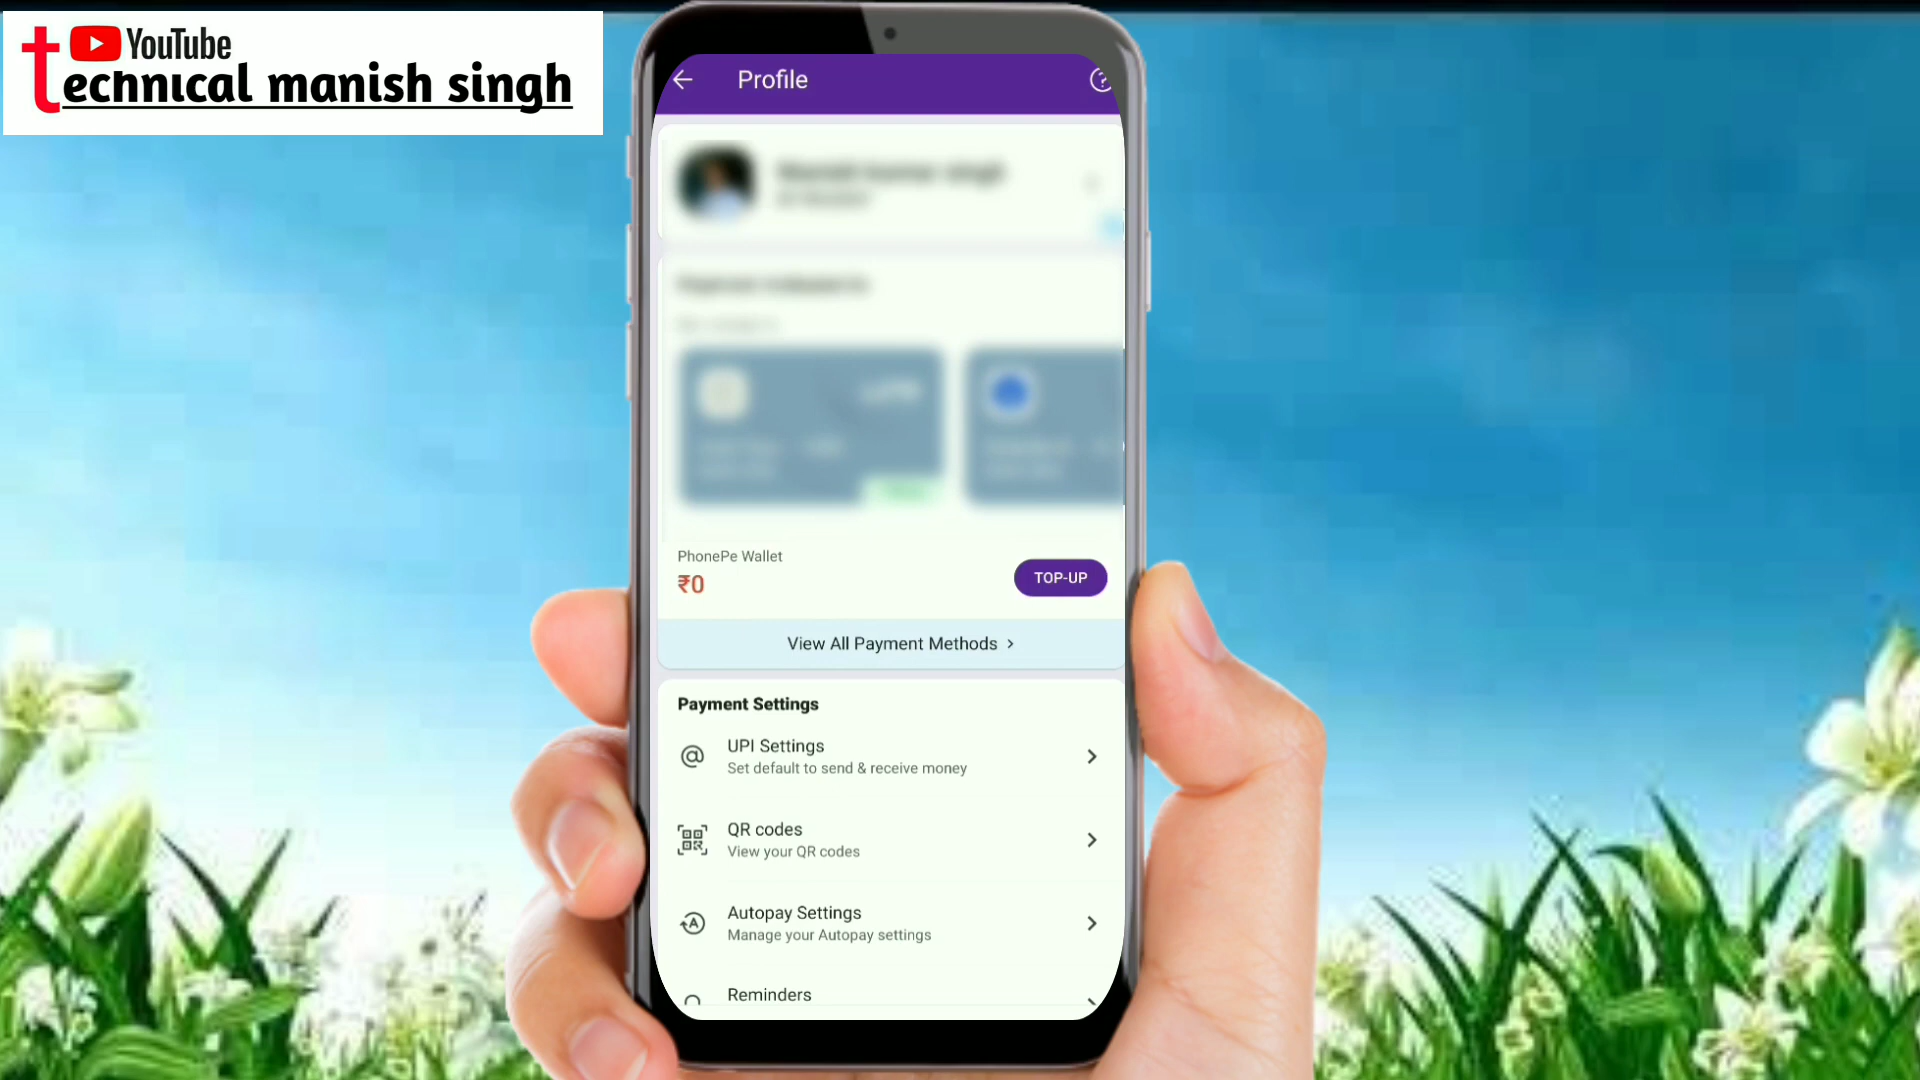 YouTube
technical manish singh
Profile
PhonePe Wallet
₹0
TOP-UP
View All Payment Methods
Payment Settings
UPI Settings
Set default to send & receive money
QR codes
View your QR codes
Autopay Settings
Manage your Autopay settings
Reminders